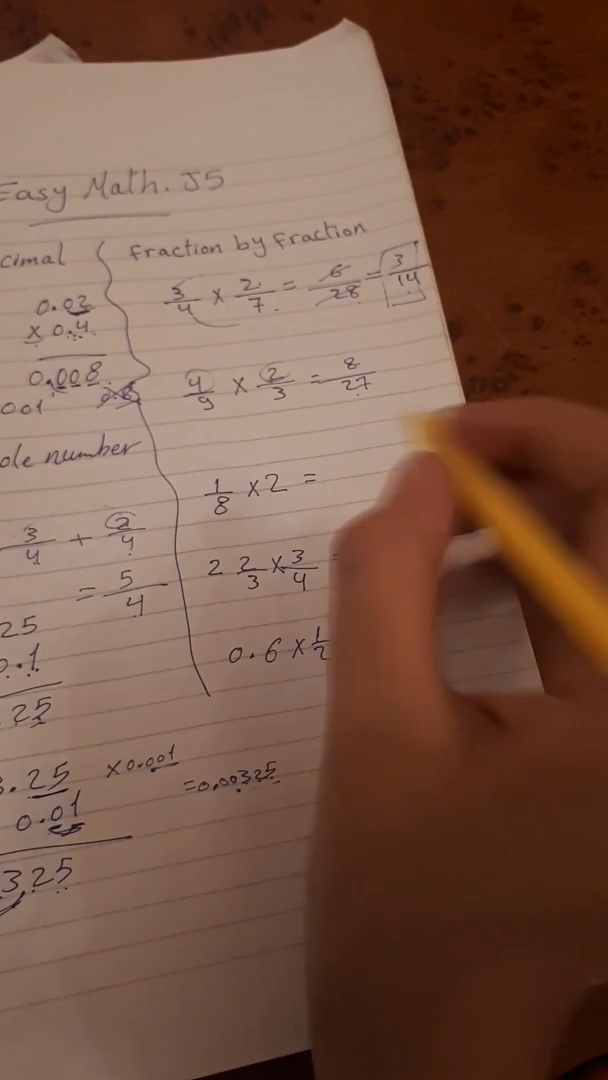 Easy Math. J5
cimal
0.02
x 0.4
0.008
001
ole number
3/4 + 2/4
= 5/4
25
0.1
.25
3.25 x0.001
=0.00325
0.01
325
fraction by fraction
3/4 x 2/7 = 6/28 = 3/14
4/9 x 2/3 = 8/27
1/8 x 2 =
2 2/3 x 3/4 =
0.6 x 1/2